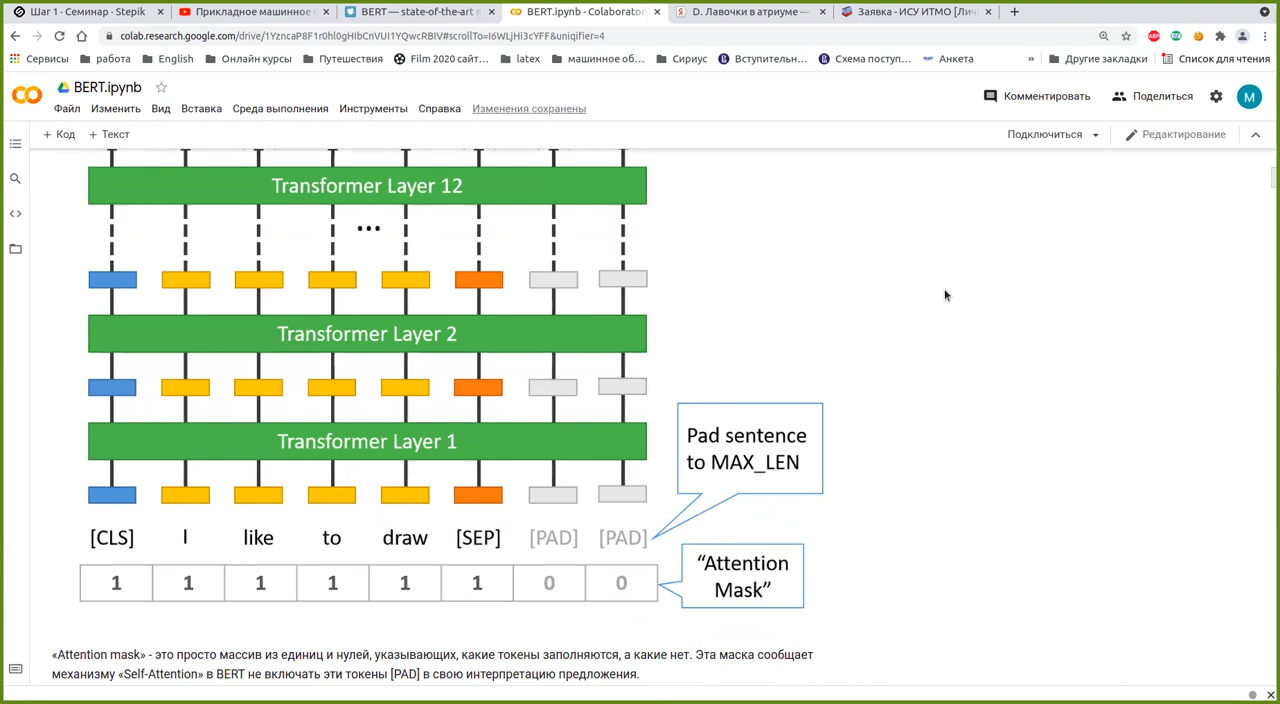 Шаг 1 · Семинар · Stepik
Прикладное машинное
BERT — state-of-the-art я
BERT.ipynb - Colaborator
D. Лавочки в атриуме —
Заявка - ИСУ ИТМО [Лич
colab.research.google.com/drive/1YzncaP8F1r0hl0gHIbCnVUI1YQwcRBIV#scrollTo=I6WLjHi3cYFF&uniqifier=4
Сервисы работа English Онлайн курсы Путешествия Film 2020 сайт... latex машинное об... Сириус Вступительн... Схема поступ... Анкета » Другие закладки Список для чтения
BERT.ipynb
Файл Изменить Вид Вставка Среда выполнения Инструменты Справка Изменения сохранены
Комментировать Поделиться M
+ Код + Текст Подключиться Редактирование
Transformer Layer 12
...
Transformer Layer 2
Transformer Layer 1
Pad sentence
to MAX_LEN
[CLS] I like to draw [SEP] [PAD] [PAD]
1 1 1 1 1 1 0 0
“Attention
Mask”
«Attention mask» - это просто массив из единиц и нулей, указывающих, какие токены заполняются, а какие нет. Эта маска сообщает
механизму «Self-Attention» в BERT не включать эти токены [PAD] в свою интерпретацию предложения.